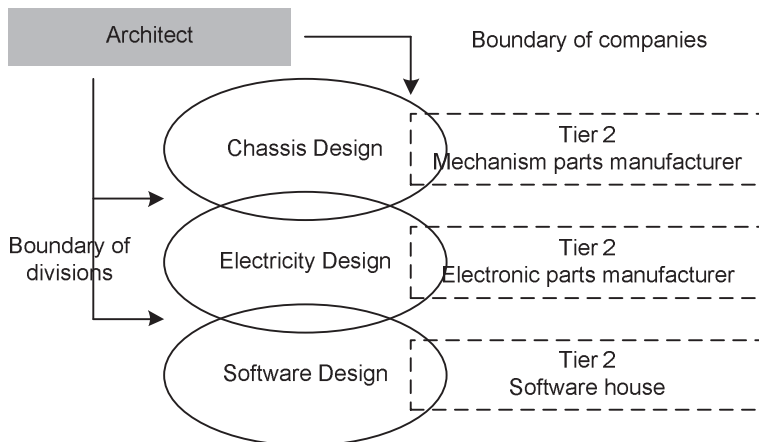 Architect
Boundary of companies
Chassis Design
Tier 2
Mechanism parts manufacturer
Boundary of
divisions
Electricity Design
Tier 2
Electronic parts manufacturer
Software Design
Tier 2
Software house